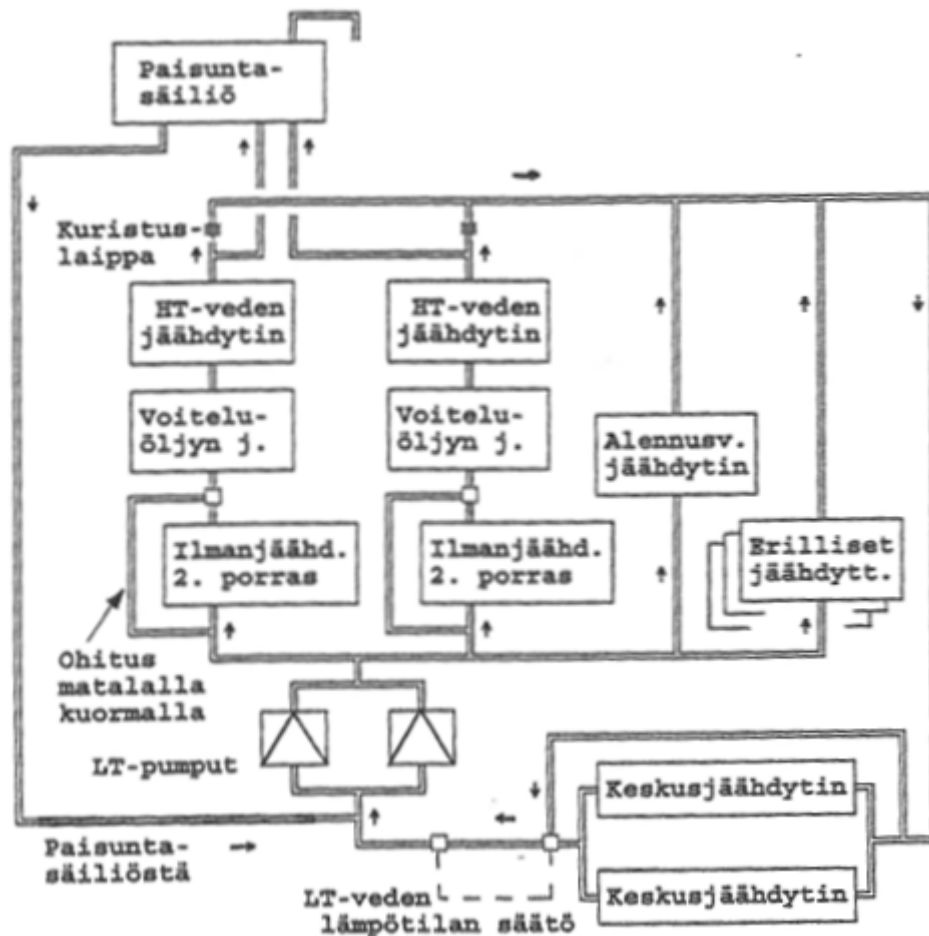 Paisunta-
säiliö
Kuristus-
laippa
HT-veden
jäähdytin
HT-veden
jäähdytin
Voitelu-
öljyn j.
Voitelu-
öljyn j.
Alennusv.
jäähdytin
Ilmanjäähd.
2. porras
Ilmanjäähd.
2. porras
Erilliset
jäähdytt.
Ohitus
matalalla
kuormalla
LT-pumput
Keskusjäähdytin
Paisunta-
säiliöstä
Keskusjäähdytin
LT-veden
lämpötilan säätö